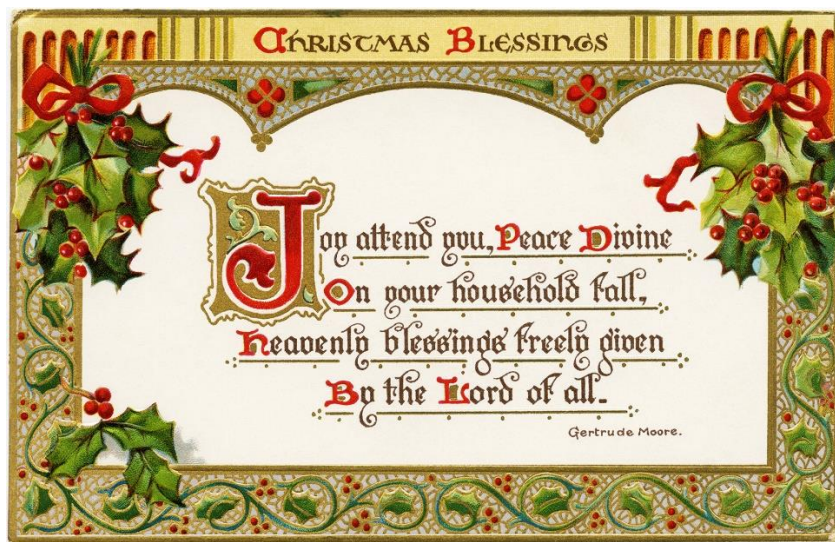 Christmas Blessings
Joy attend you, Peace Divine
On your household fall,
Heavenly blessings freely given
By the Lord of all.
Gertrude Moore.